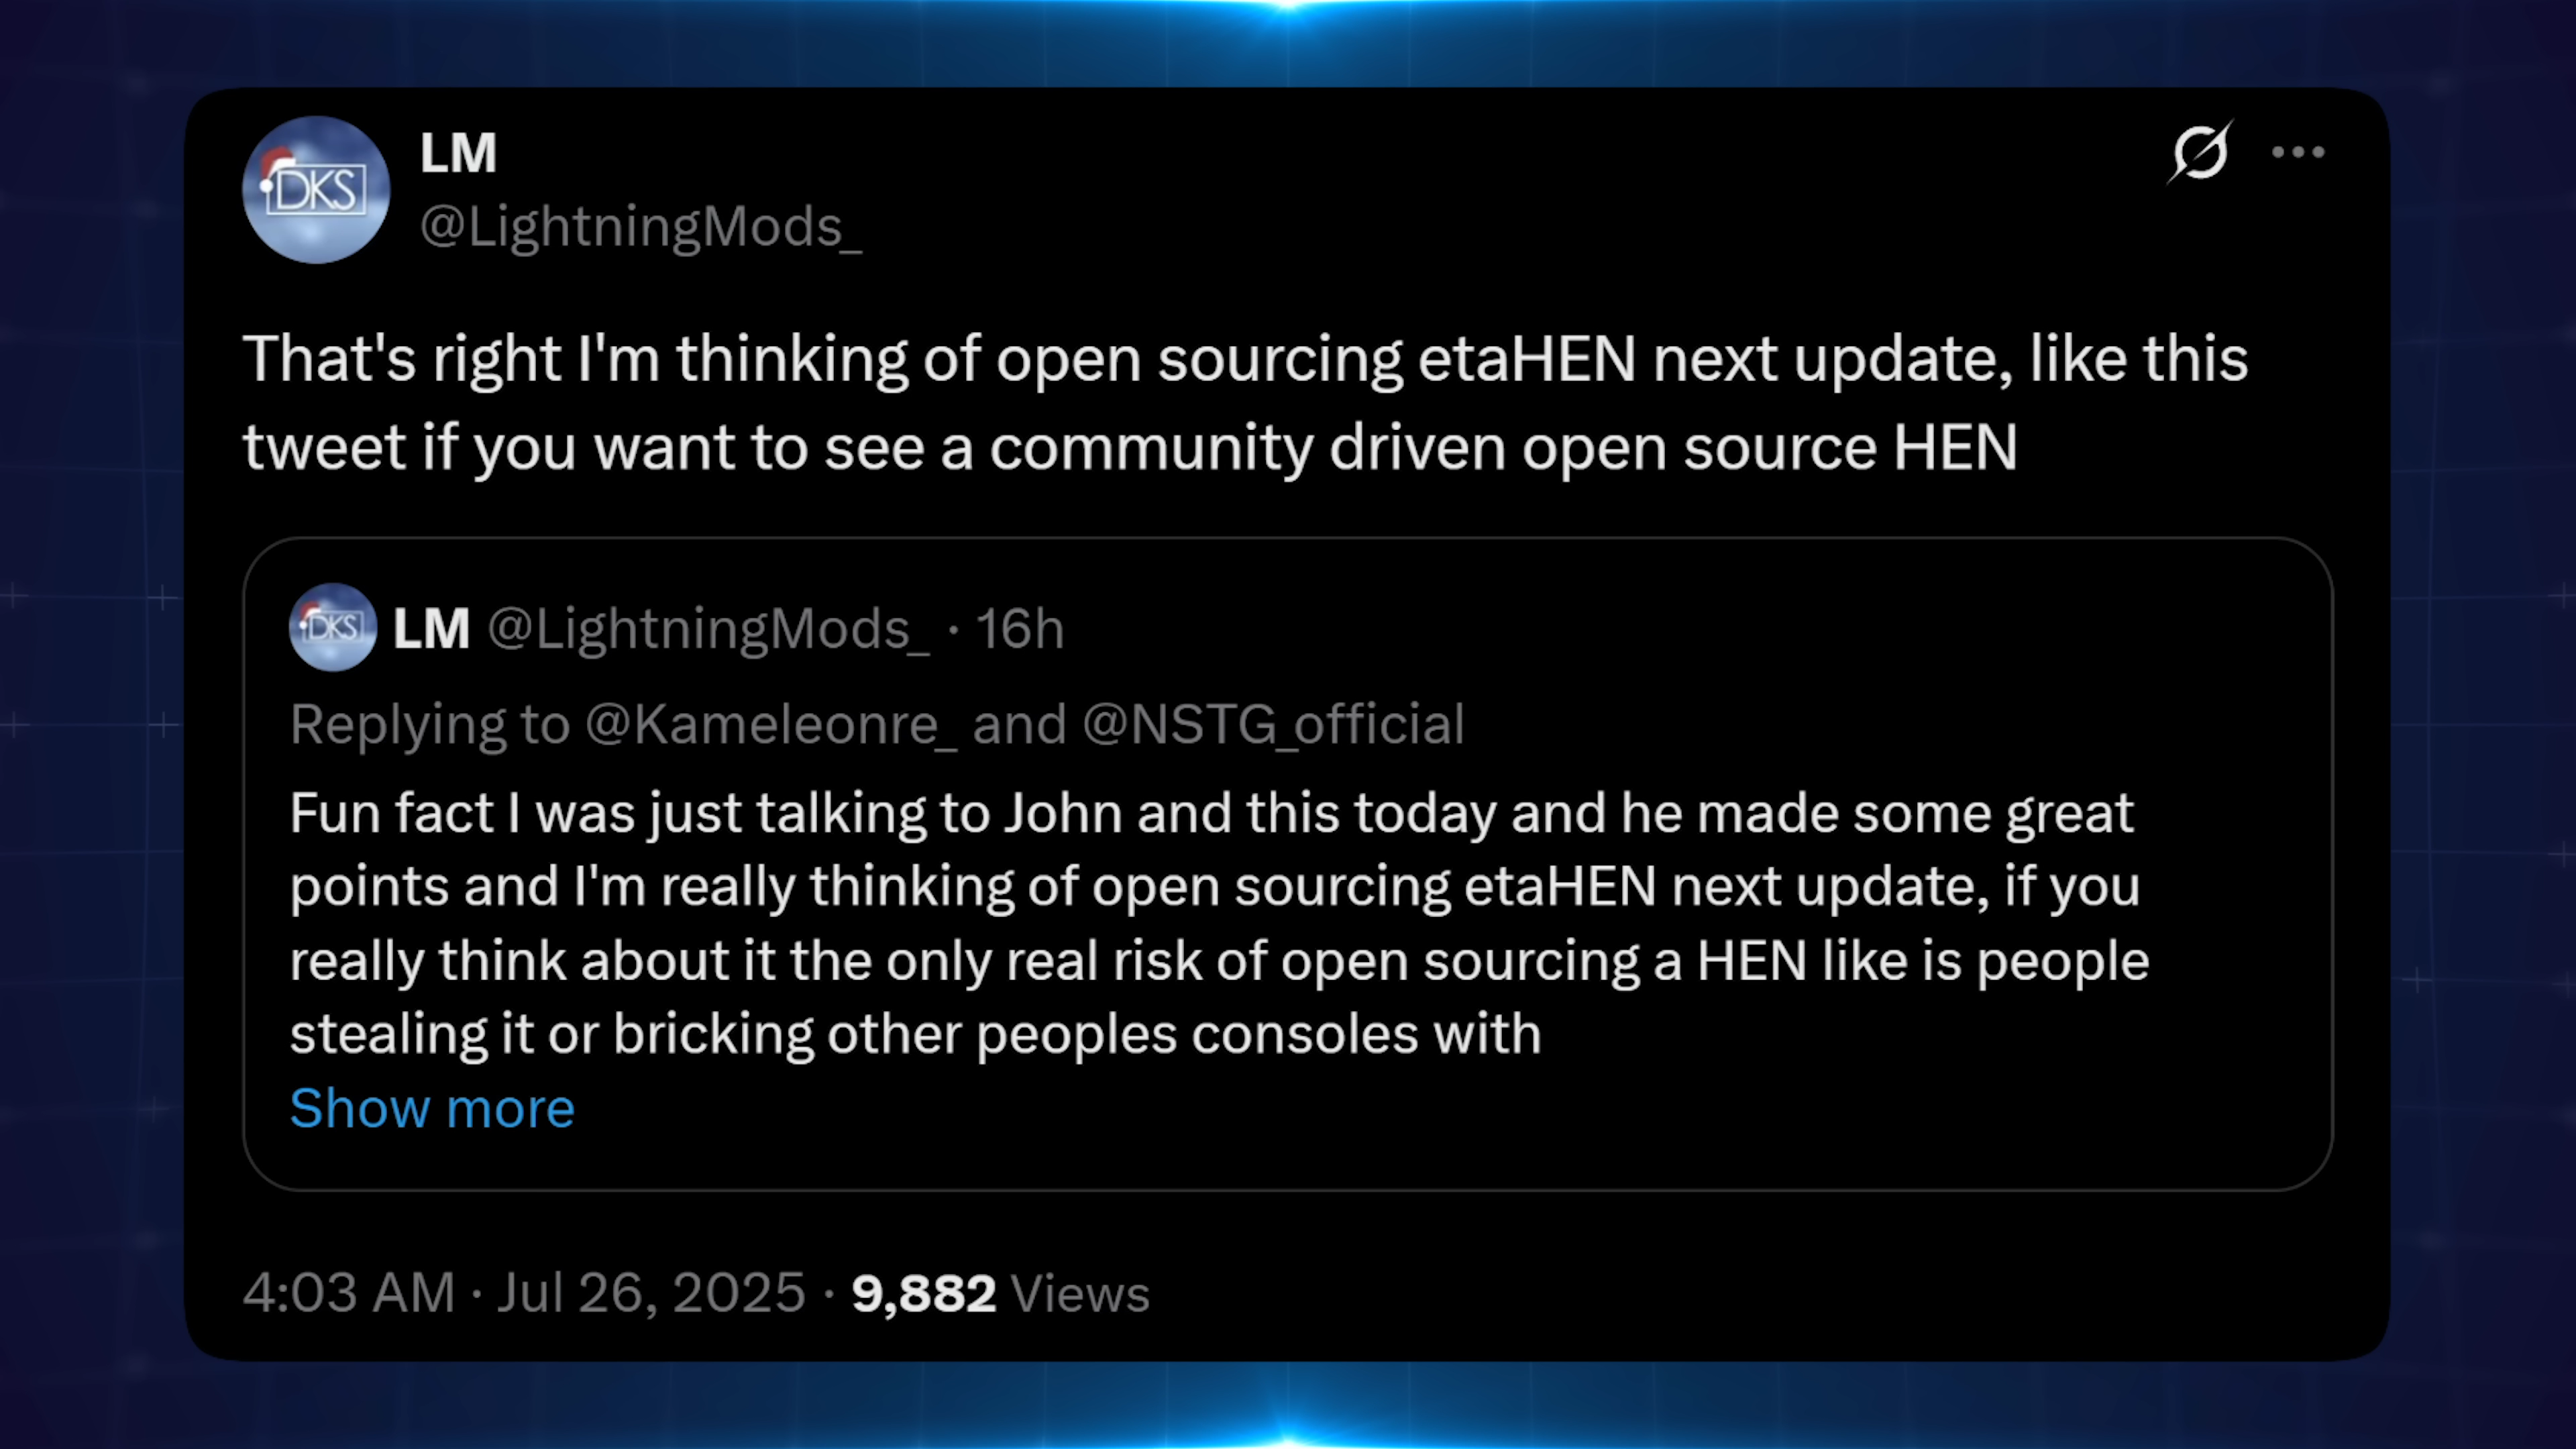 DKS
LM
@LightningMods_
That's right I'm thinking of open sourcing etaHEN next update, like this
tweet if you want to see a community driven open source HEN
DKS
LM @LightningMods_ · 16h
Replying to @Kameleonre_ and @NSTG_official
Fun fact I was just talking to John and this today and he made some great
points and I'm really thinking of open sourcing etaHEN next update, if you
really think about it the only real risk of open sourcing a HEN like is people
stealing it or bricking other peoples consoles with
Show more
4:03 AM · Jul 26, 2025 · 9,882 Views